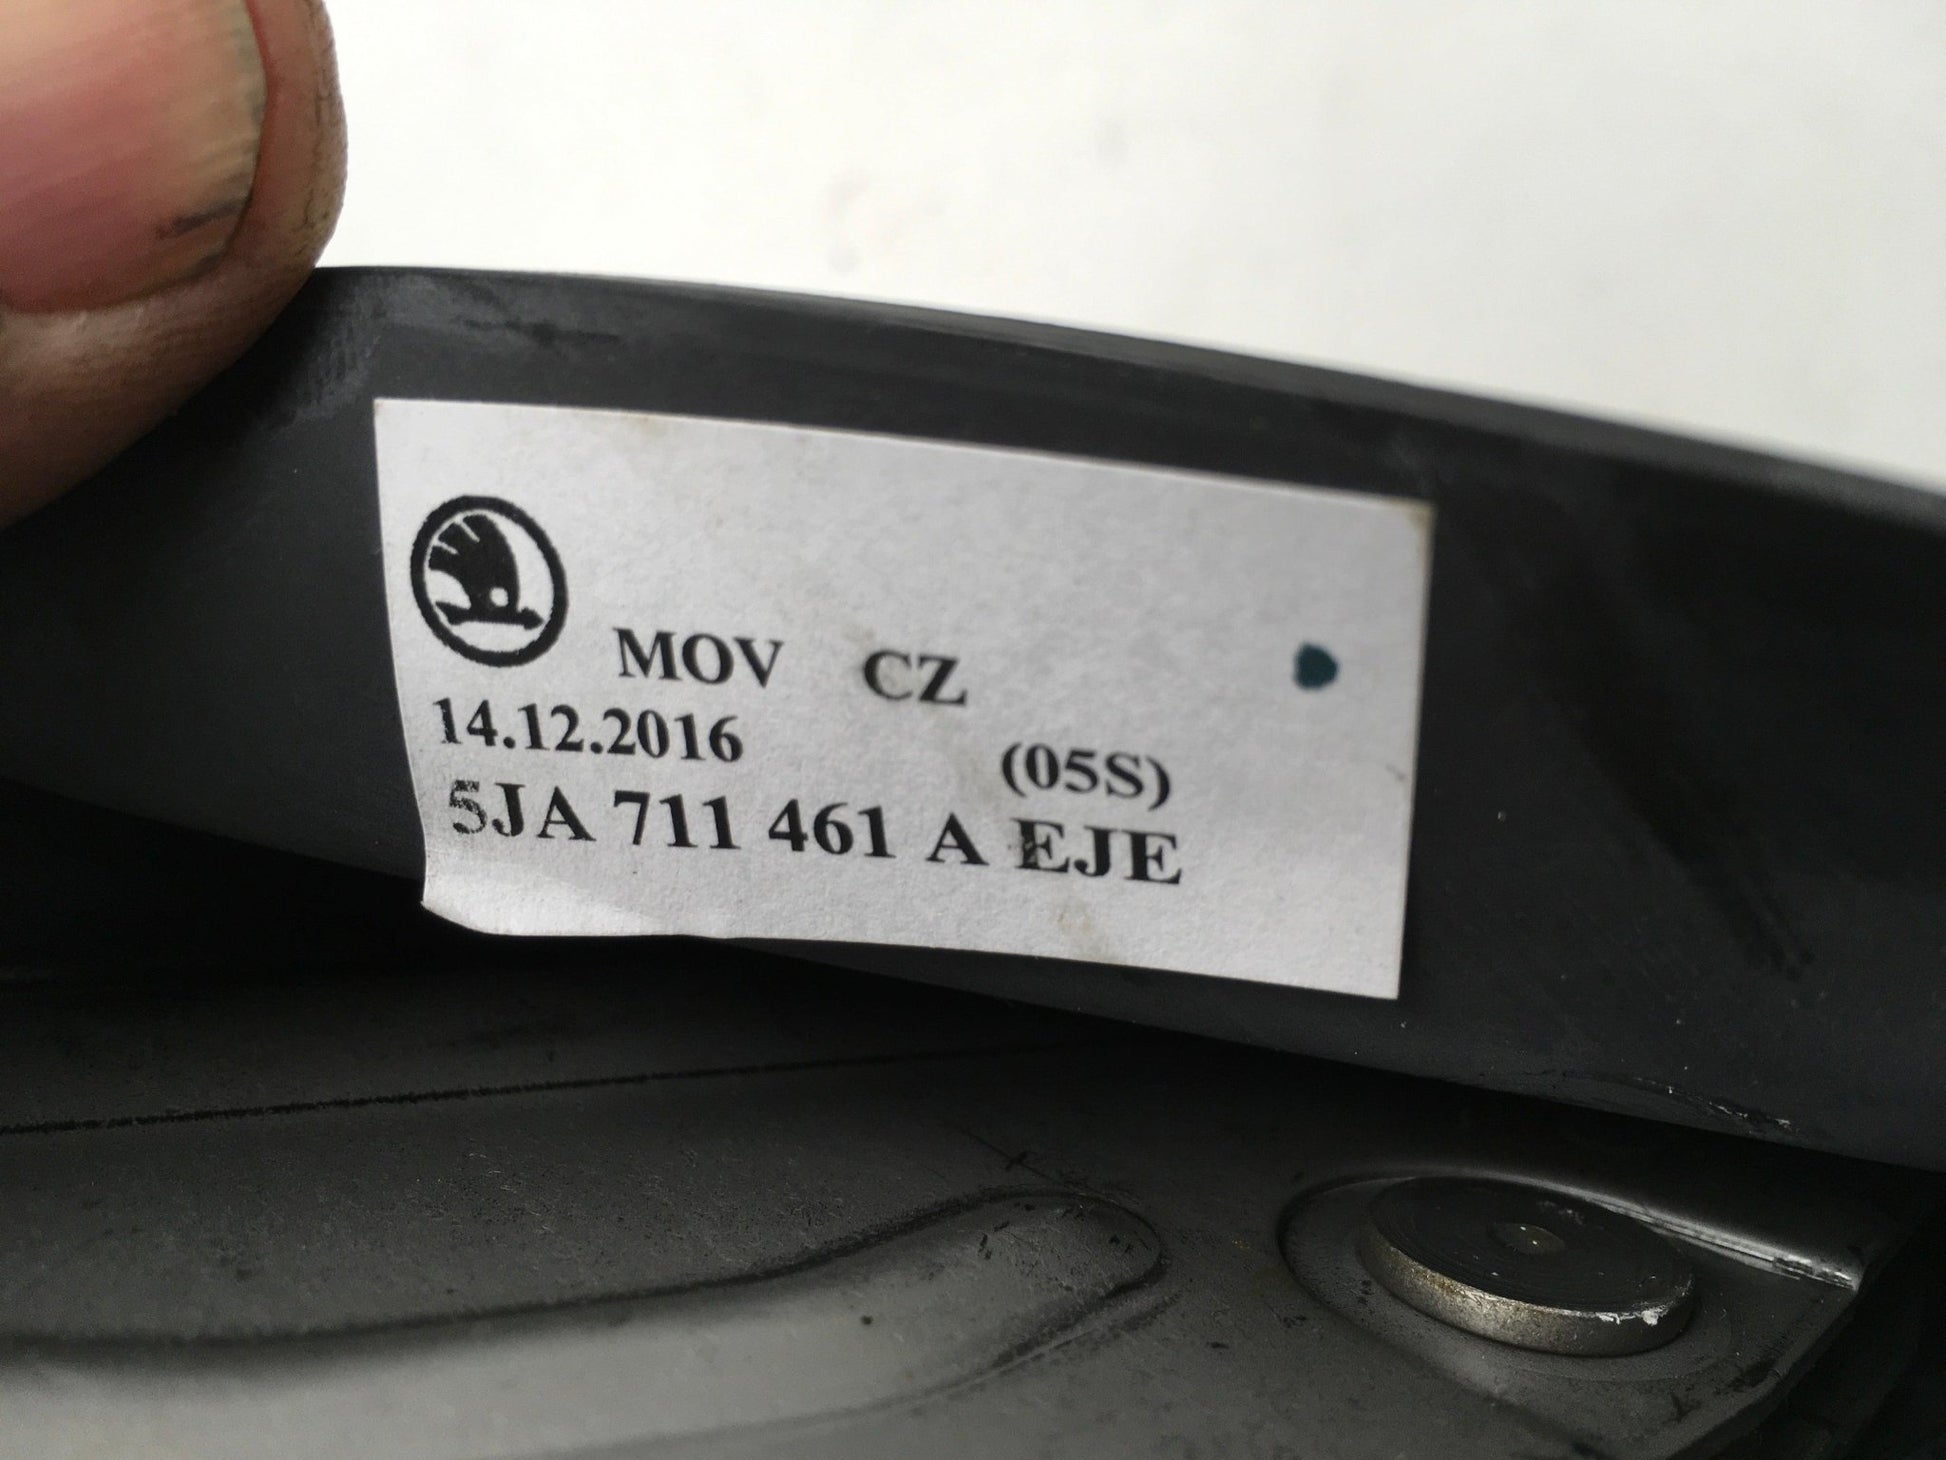 MOV CZ
14.12.2016 (05S)
5JA 711 461 A EJE